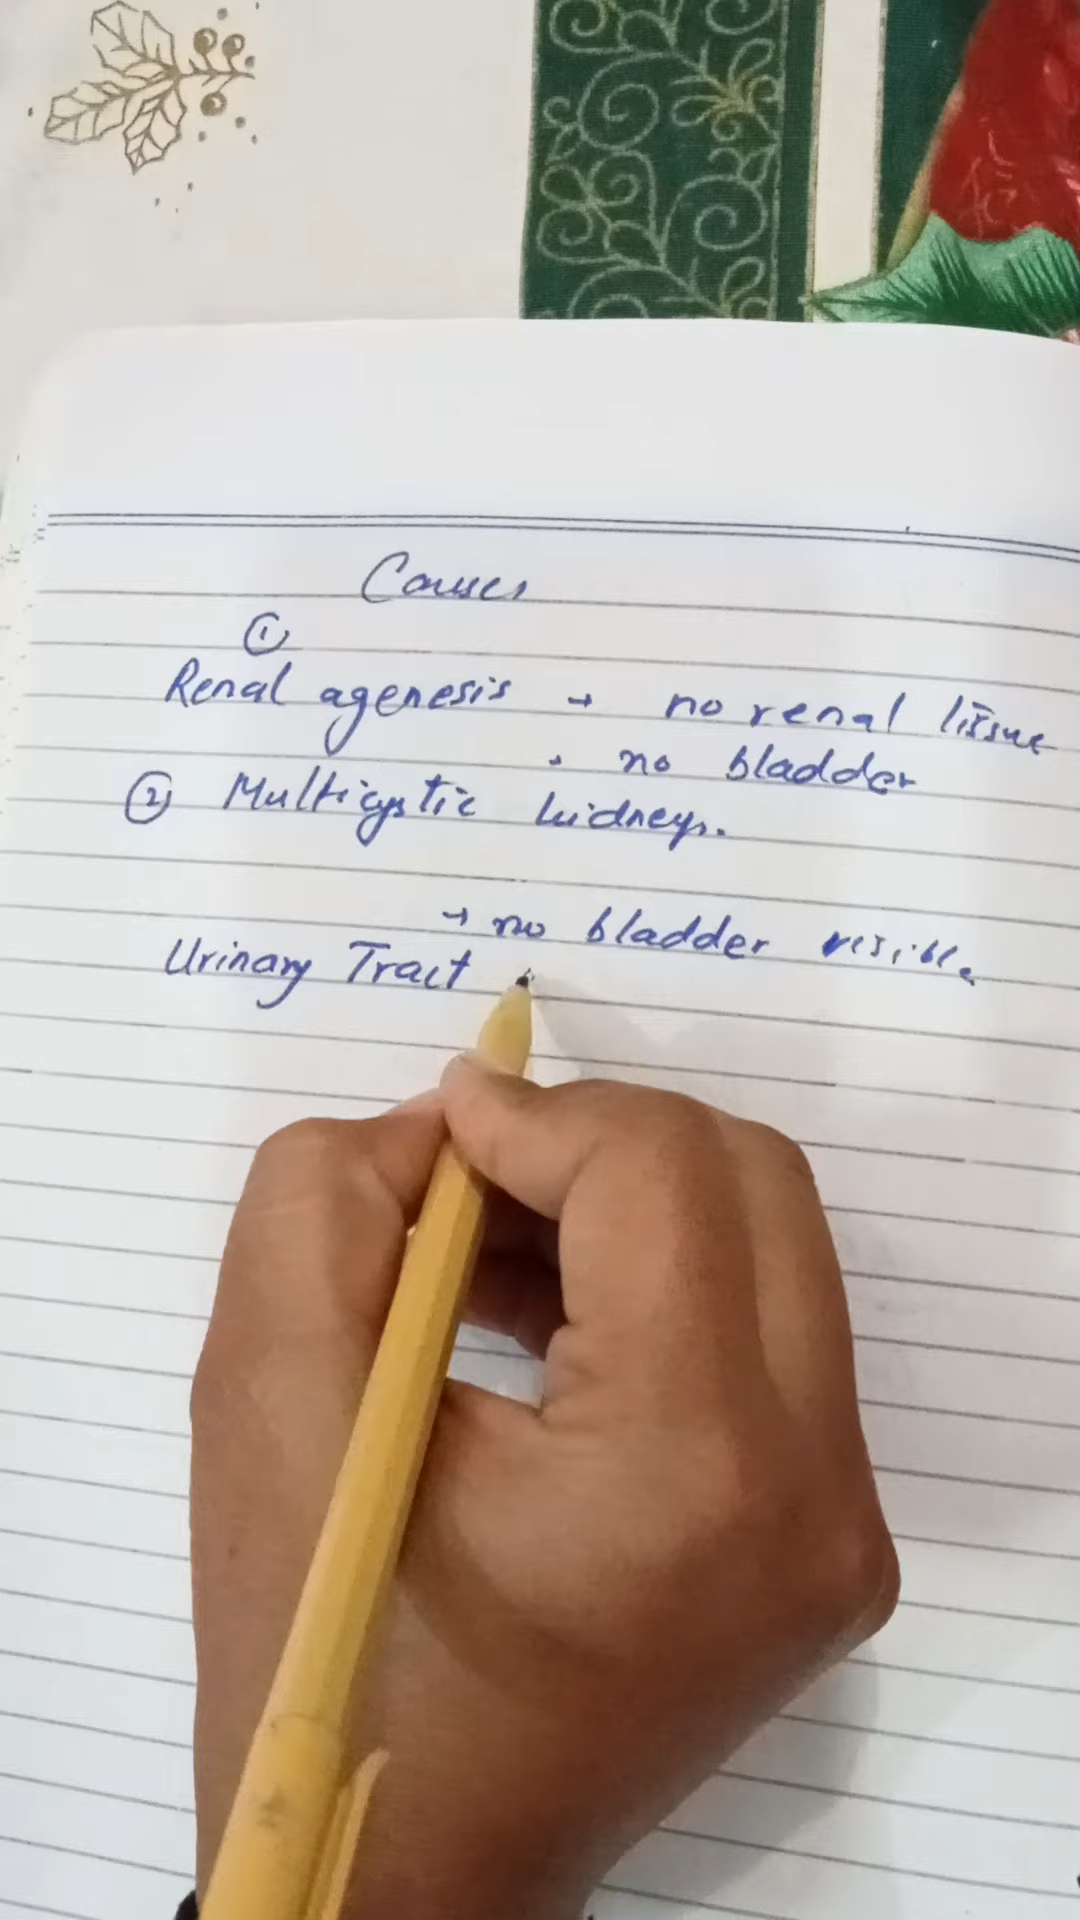 Causes
①
Renal agenesis → no renal tissue
• no bladder
② Multicystic kidneys.
→ no bladder visible
Urinary Tract